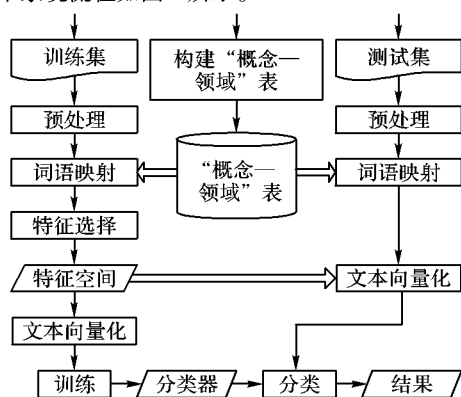 训练集
构建“概念—
领域”表
测试集
预处理
预处理
词语映射
“概念—
领域”表
词语映射
特征选择
特征空间
文本向量化
文本向量化
训练
分类器
分类
结果